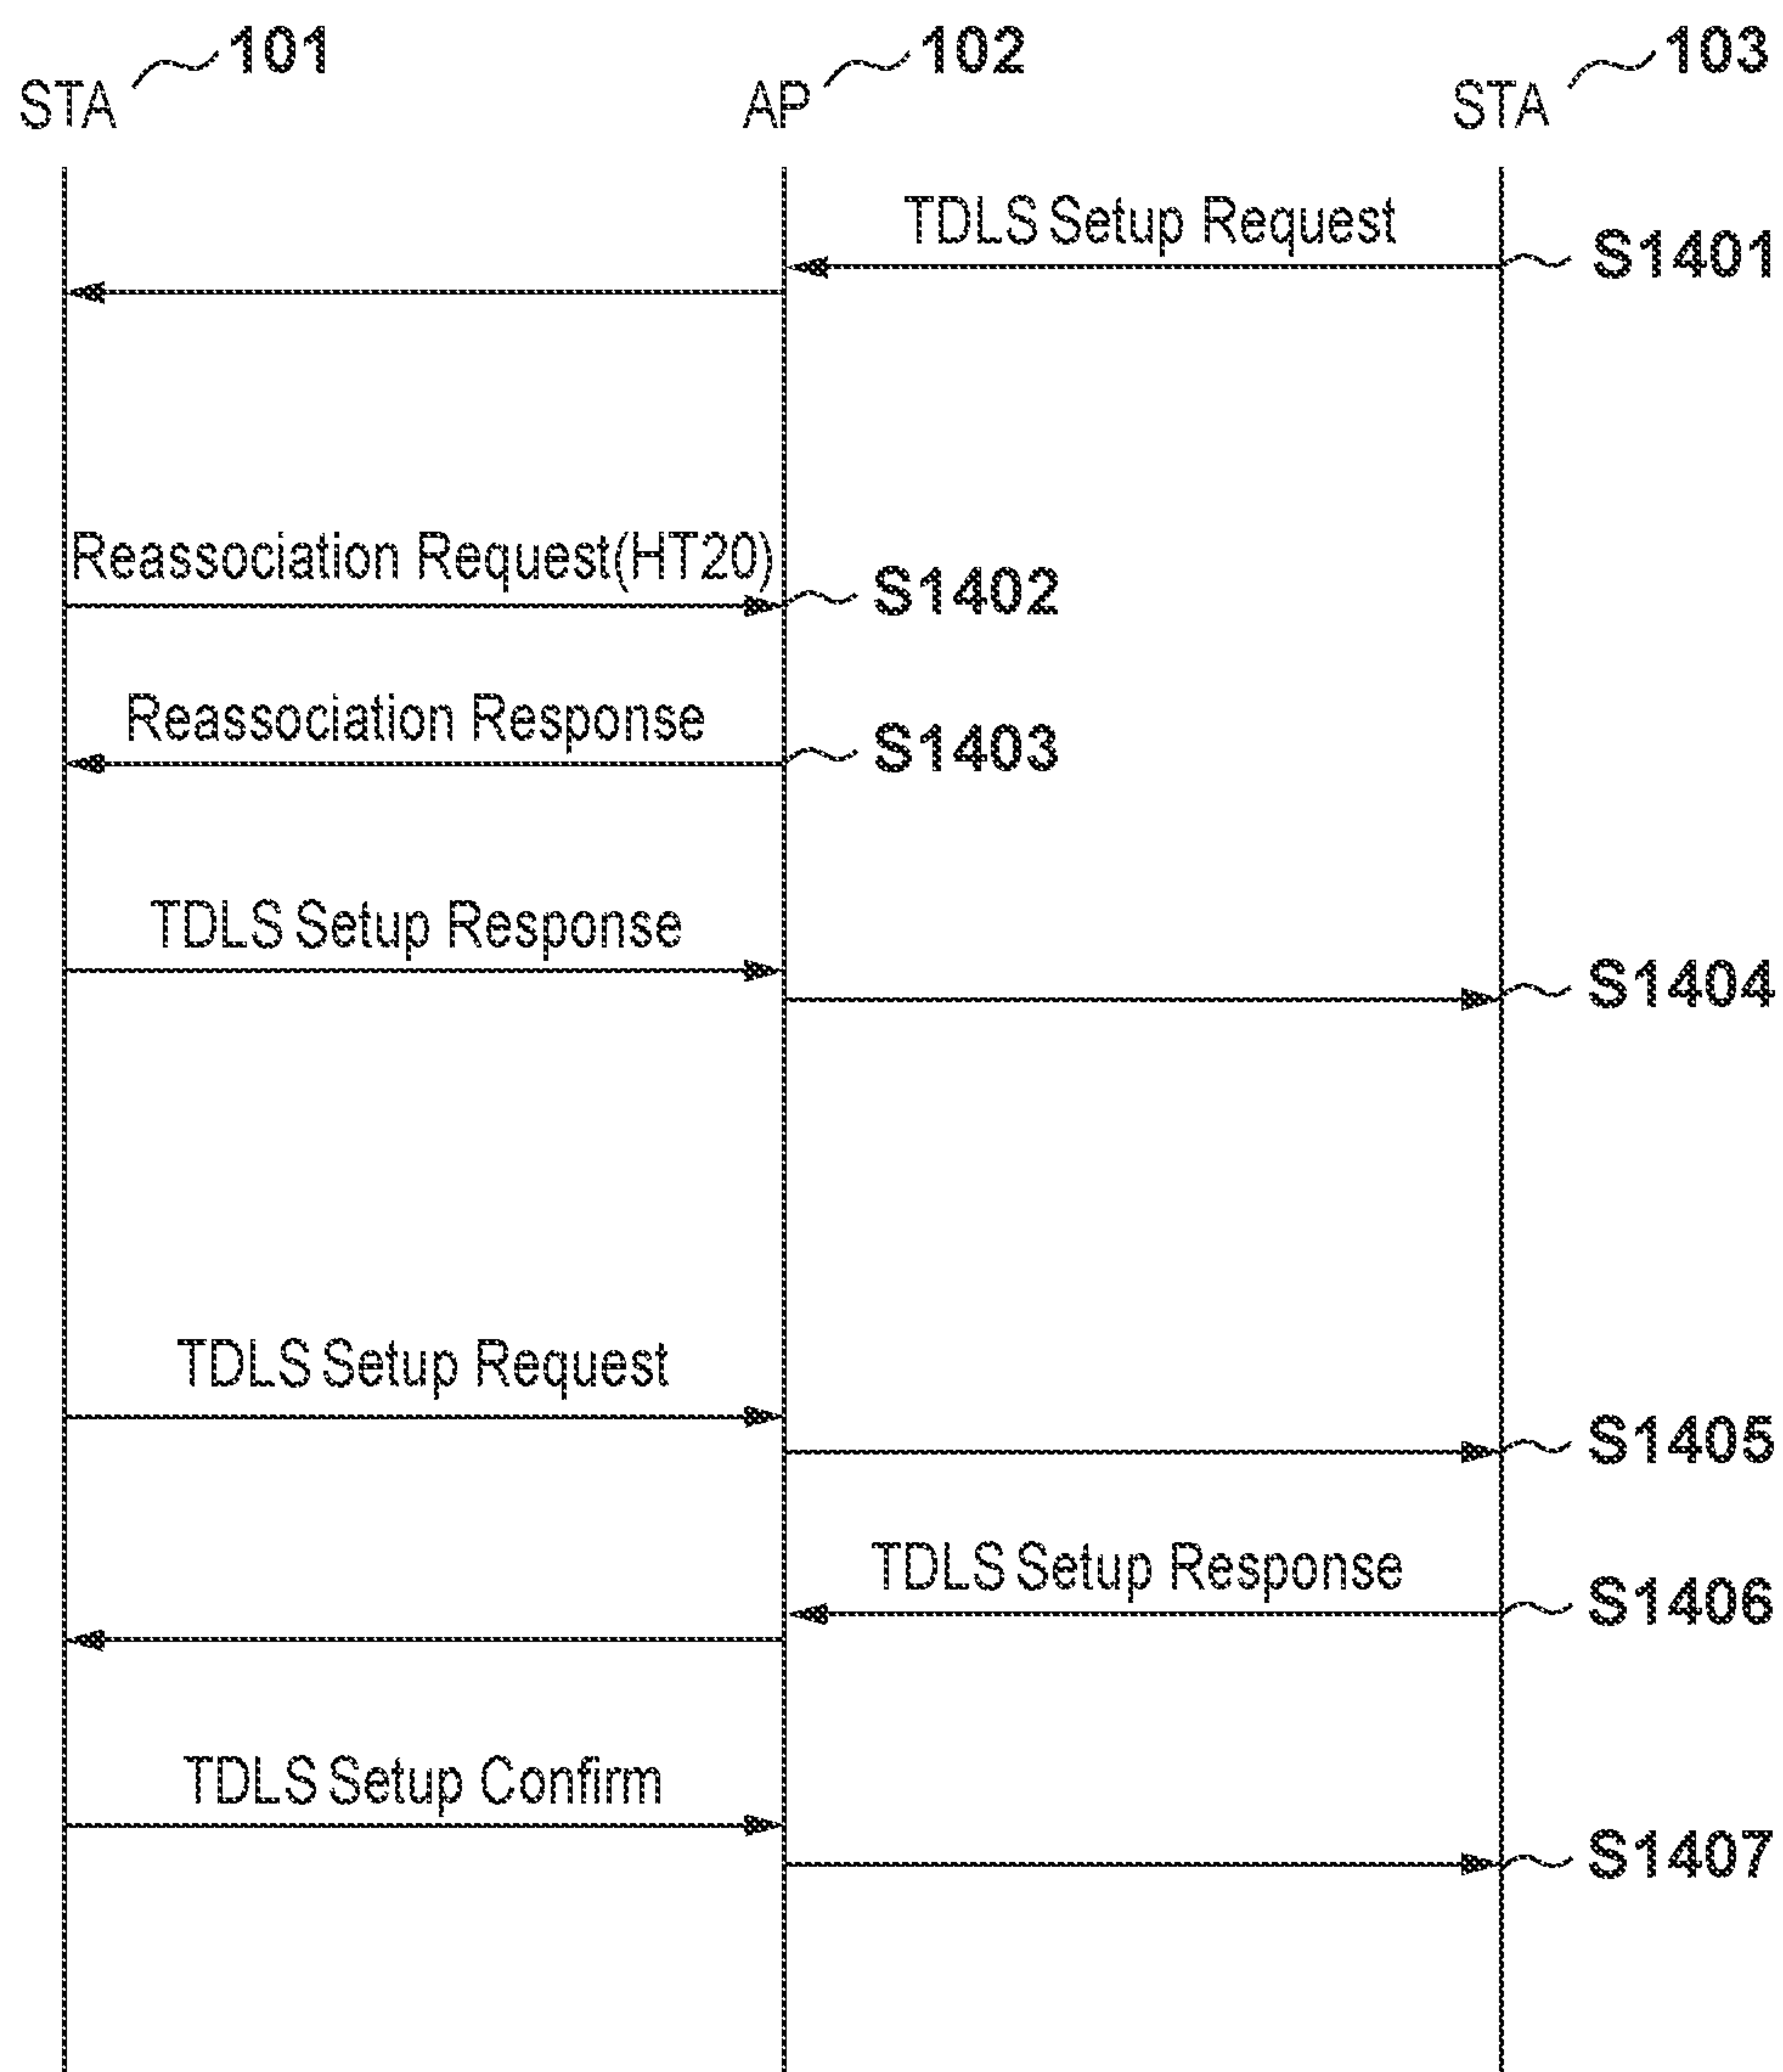 101
102
103
STA
AP
STA
TDLS Setup Request
S1401
Reassociation Request(HT20)
S1402
Reassociation Response
S1403
TDLS Setup Response
S1404
TDLS Setup Request
S1405
TDLS Setup Response
S1406
TDLS Setup Confirm
S1407